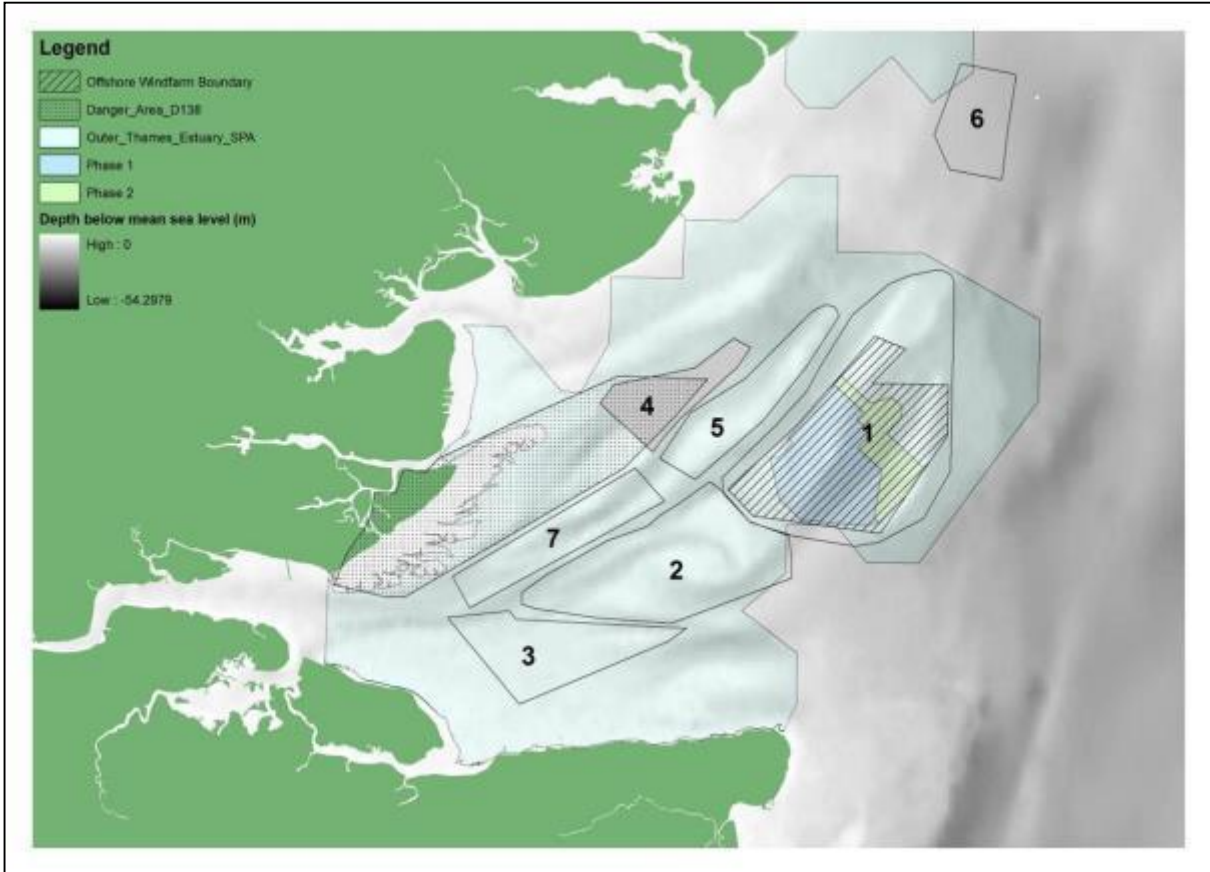 Legend
Offshore Windfarm Boundary
Danger_Area_D138
Outer_Thames_Estuary_SPA
Phase 1
Phase 2
Depth below mean sea level (m)
High : 0
Low : -54.2979
6
4
5
1
7
2
3